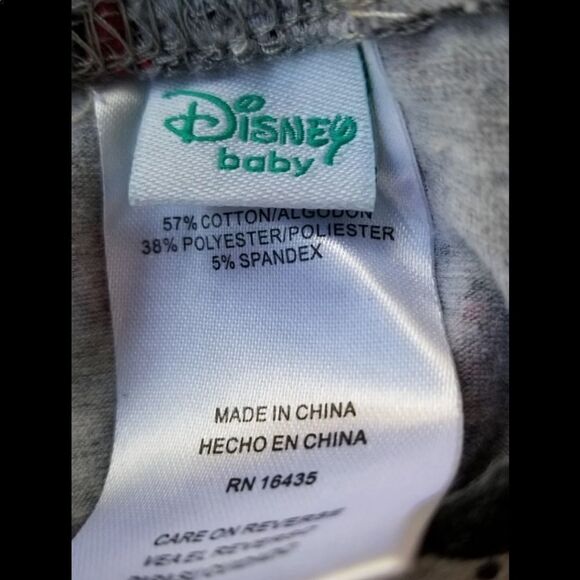 Disney
baby
57% COTTON/ALGODON
38% POLYESTER/POLIESTER
5% SPANDEX
MADE IN CHINA
HECHO EN CHINA
RN 16435
CARE ON REVERSE
VEA EL REVERSO